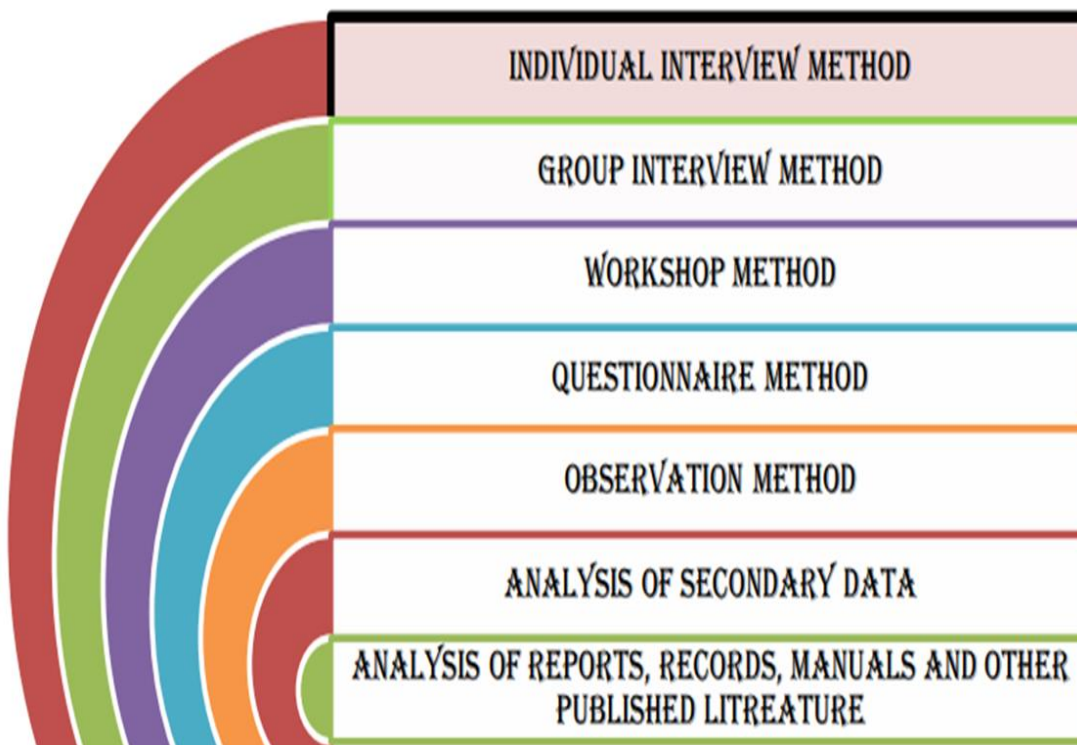 INDIVIDUAL INTERVIEW METHOD
GROUP INTERVIEW METHOD
WORKSHOP METHOD
QUESTIONNAIRE METHOD
OBSERVATION METHOD
ANALYSIS OF SECONDARY DATA
ANALYSIS OF REPORTS, RECORDS, MANUALS AND OTHER
PUBLISHED LITREATURE